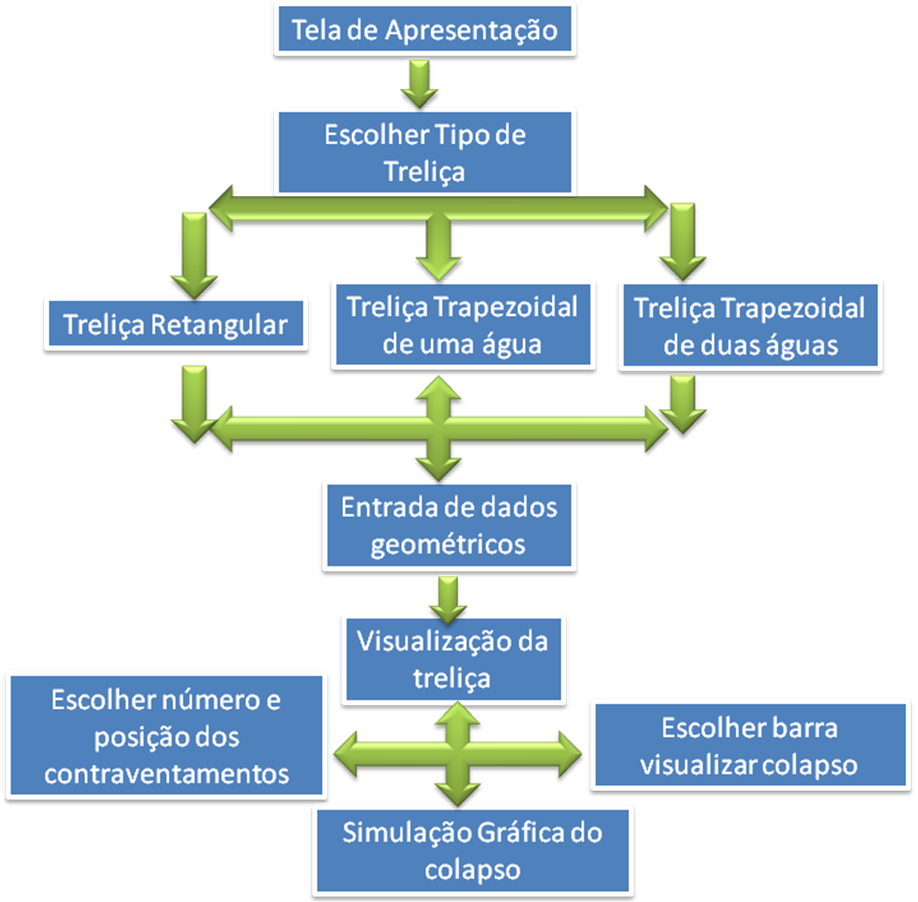 Tela de Apresentação
Escolher Tipo de
Treliça
Treliça Retangular
Treliça Trapezoidal
de uma água
Treliça Trapezoidal
de duas águas
Entrada de dados
geométricos
Visualização da
treliça
Escolher número e
posição dos
contraventamentos
Escolher barra
visualizar colapso
Simulação Gráfica do
colapso